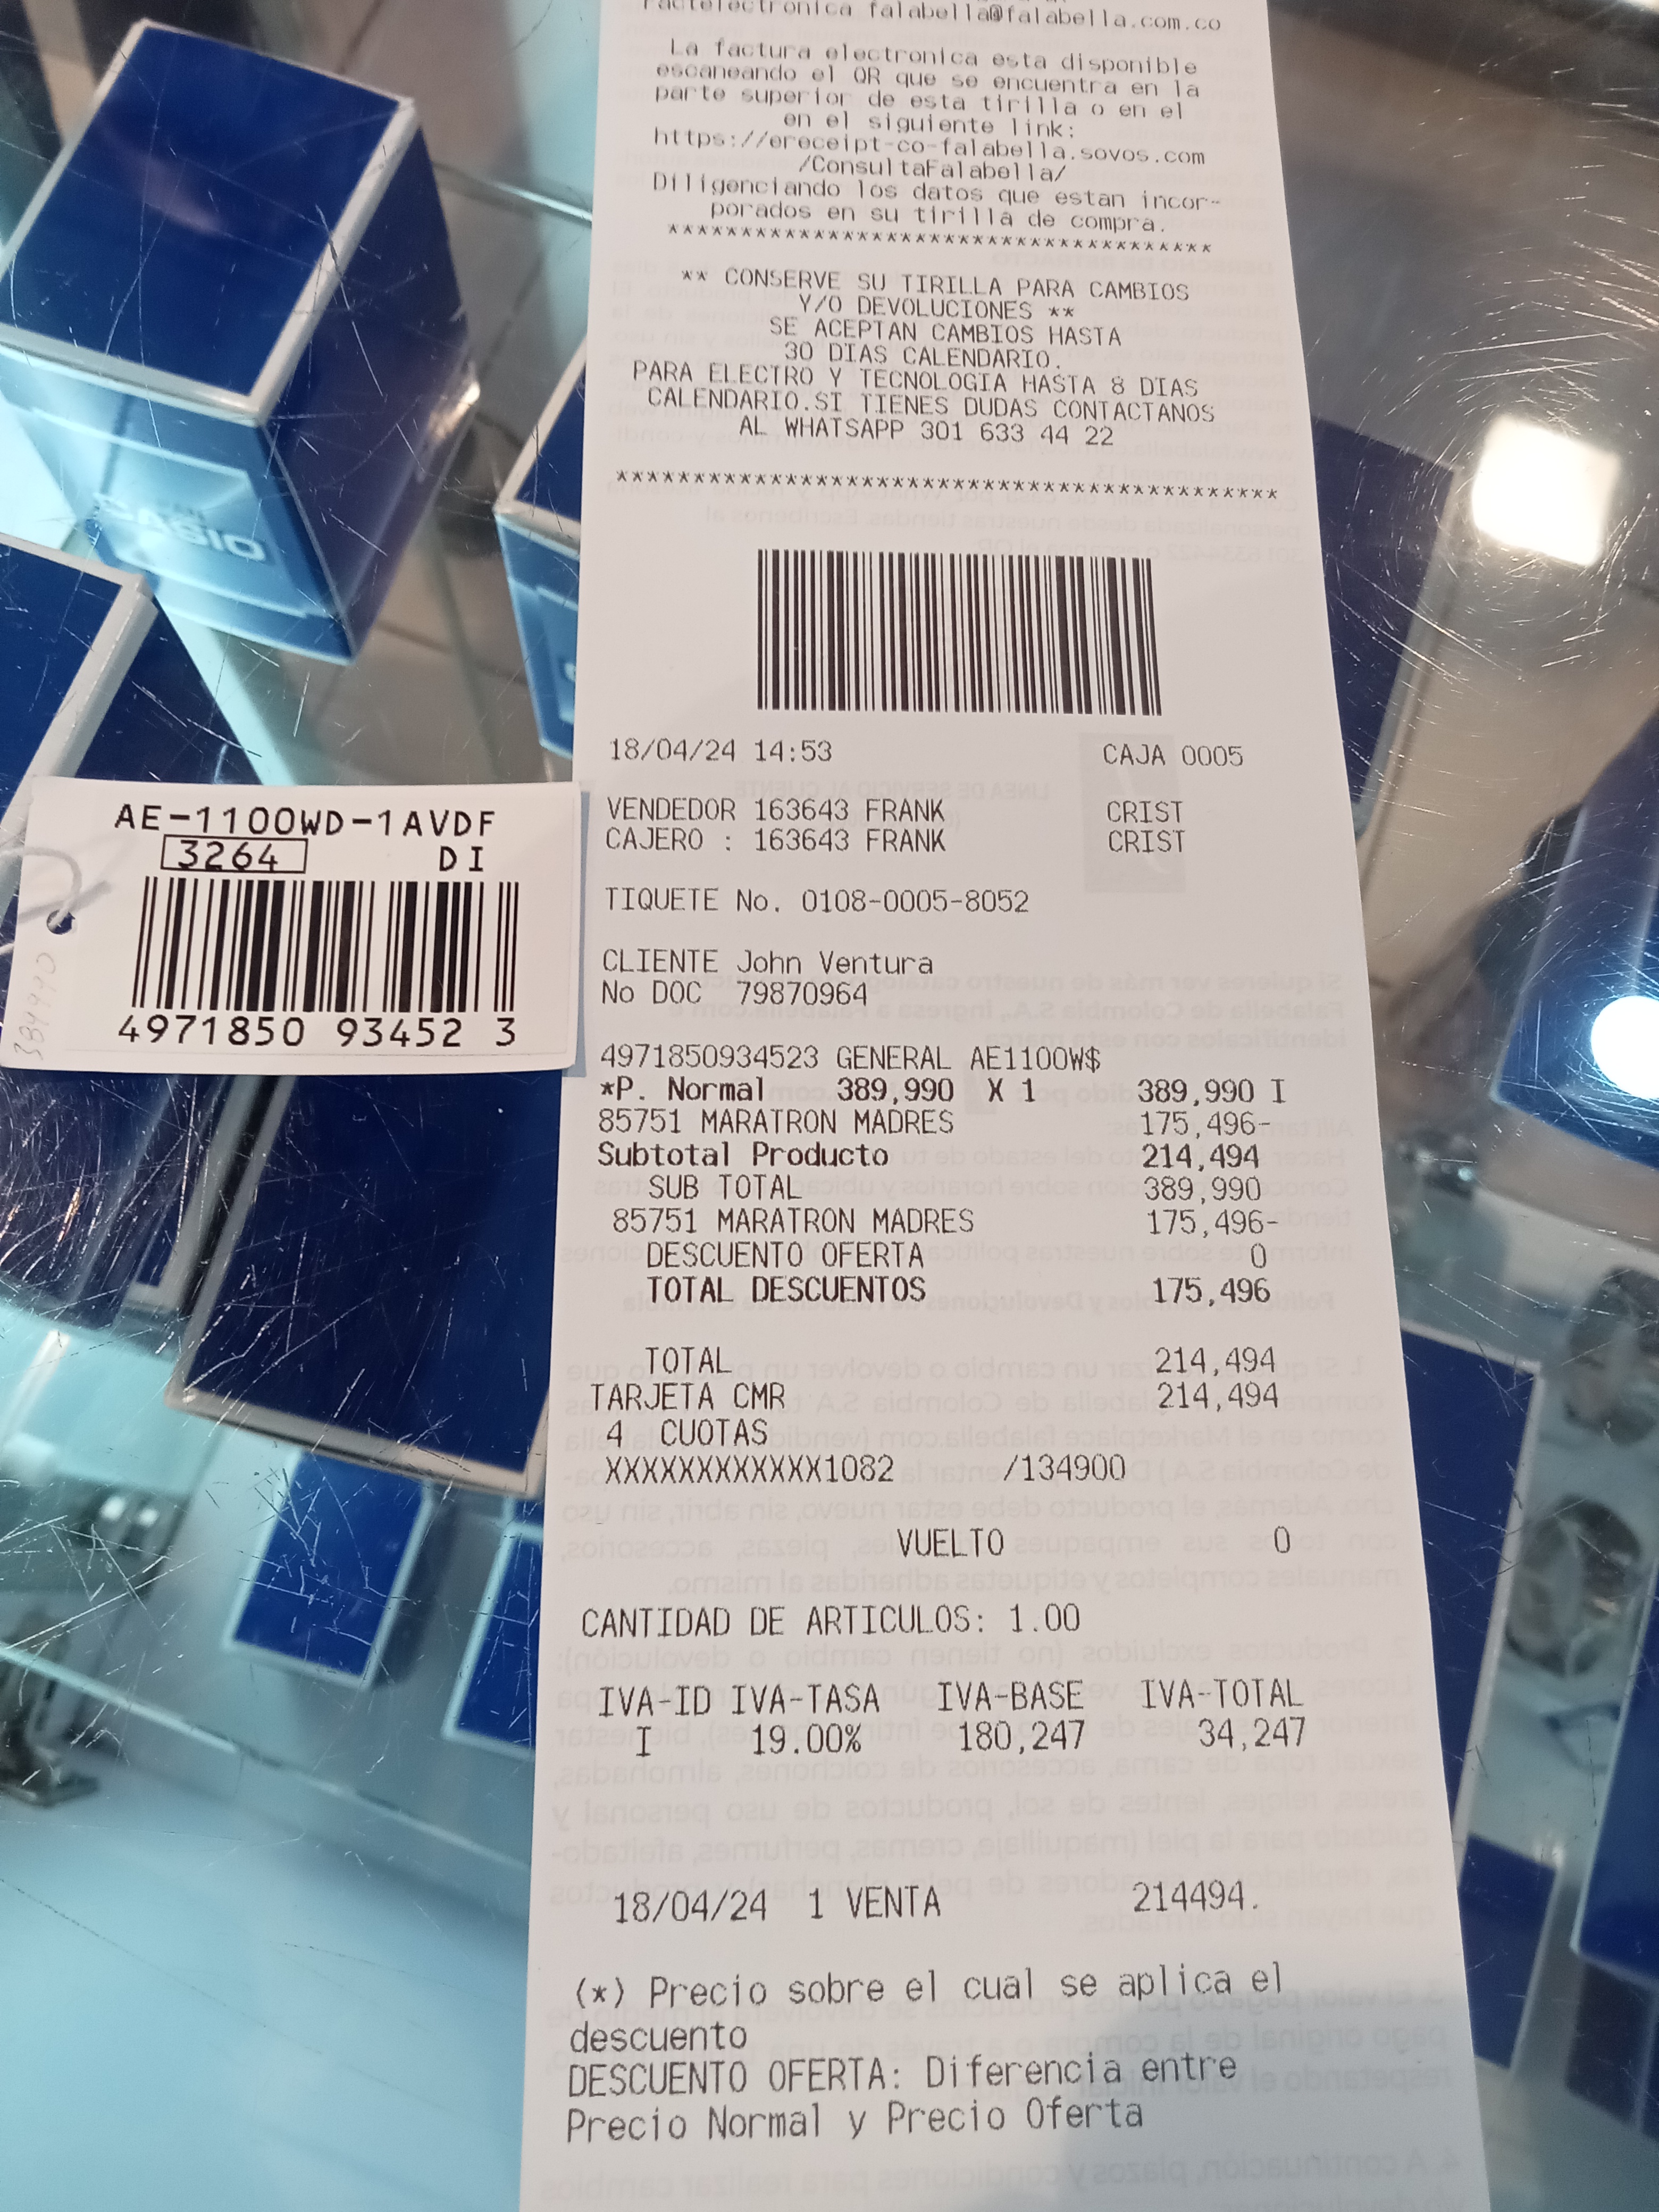 falabella@falabella.com.co
La factura electronica esta disponible
escaneando el QR que se encuentra en la
parte superior de esta tirilla o en el
en el siguiente link:
https://ereceipt-co-falabella.sovos.com
/ConsultaFalabella/
Diligenciando los datos que estan incor-
porados en su tirilla de compra.
**************************************
** CONSERVE SU TIRILLA PARA CAMBIOS
Y/O DEVOLUCIONES **
SE ACEPTAN CAMBIOS HASTA
30 DIAS CALENDARIO.
PARA ELECTRO Y TECNOLOGIA HASTA 8 DIAS
CALENDARIO.SI TIENES DUDAS CONTACTANOS
AL WHATSAPP 301 633 44 22
********************************************
18/04/24 14:53 CAJA 0005
VENDEDOR 163643 FRANK CRIST
CAJERO : 163643 FRANK CRIST
TIQUETE No. 0108-0005-8052
CLIENTE John Ventura
No DOC 79870964
4971850934523 GENERAL AE1100W$
*P. Normal 389,990 X 1 389,990 I
85751 MARATRON MADRES 175,496-
Subtotal Producto 214,494
SUB TOTAL 389,990
85751 MARATRON MADRES 175,496-
DESCUENTO OFERTA 0
TOTAL DESCUENTOS 175,496
TOTAL 214,494
TARJETA CMR 214,494
4 CUOTAS
XXXXXXXXXXXX1082 /134900
VUELTO 0
CANTIDAD DE ARTICULOS: 1.00
IVA-ID IVA-TASA IVA-BASE IVA-TOTAL
I 19.00% 180,247 34,247
18/04/24 1 VENTA 214494.
(*) Precio sobre el cual se aplica el
descuento
DESCUENTO OFERTA: Diferencia entre
Precio Normal y Precio Oferta
AE-1100WD-1AVDF
3264 DI
4971850 93452 3
389990
CASIO